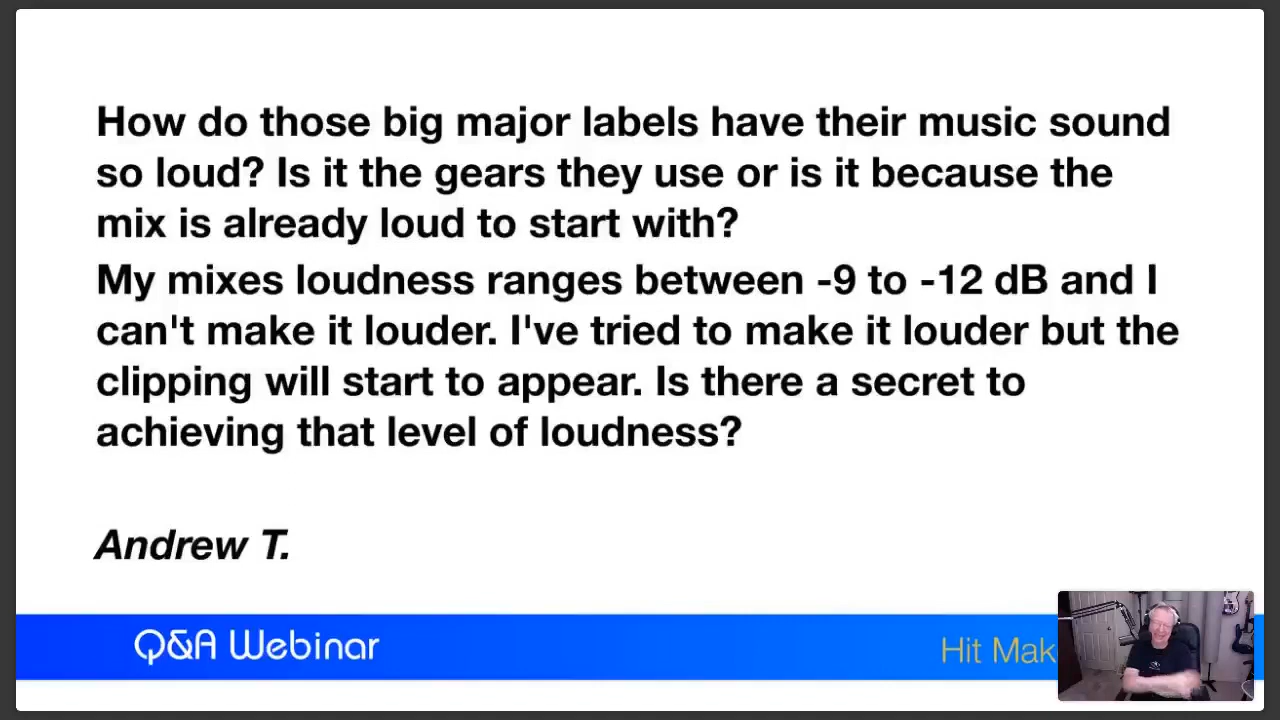 How do those big major labels have their music sound
so loud? Is it the gears they use or is it because the
mix is already loud to start with?
My mixes loudness ranges between -9 to -12 dB and I
can't make it louder. I've tried to make it louder but the
clipping will start to appear. Is there a secret to
achieving that level of loudness?
Andrew T.
Q&A Webinar
Hit Mak